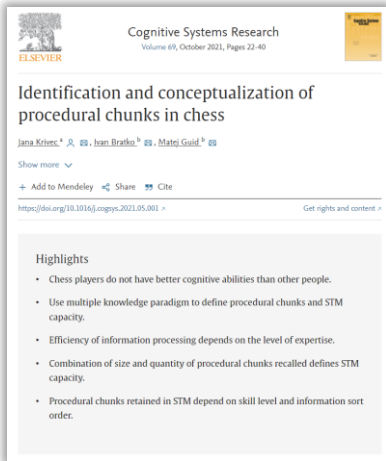 Cognitive Systems Research
Volume 69, October 2021, Pages 22-40
ELSEVIER
Identification and conceptualization of
procedural chunks in chess
Jana Krivec a, Ivan Bratko b, Matej Guid b
Show more
+ Add to Mendeley Share Cite
https://doi.org/10.1016/j.cogsys.2021.05.001 > Get rights and content >
Highlights
• Chess players do not have better cognitive abilities than other people.
• Use multiple knowledge paradigm to define procedural chunks and STM
capacity.
• Efficiency of information processing depends on the level of expertise.
• Combination of size and quantity of procedural chunks recalled defines STM
capacity.
• Procedural chunks retained in STM depend on skill level and information sort
order.